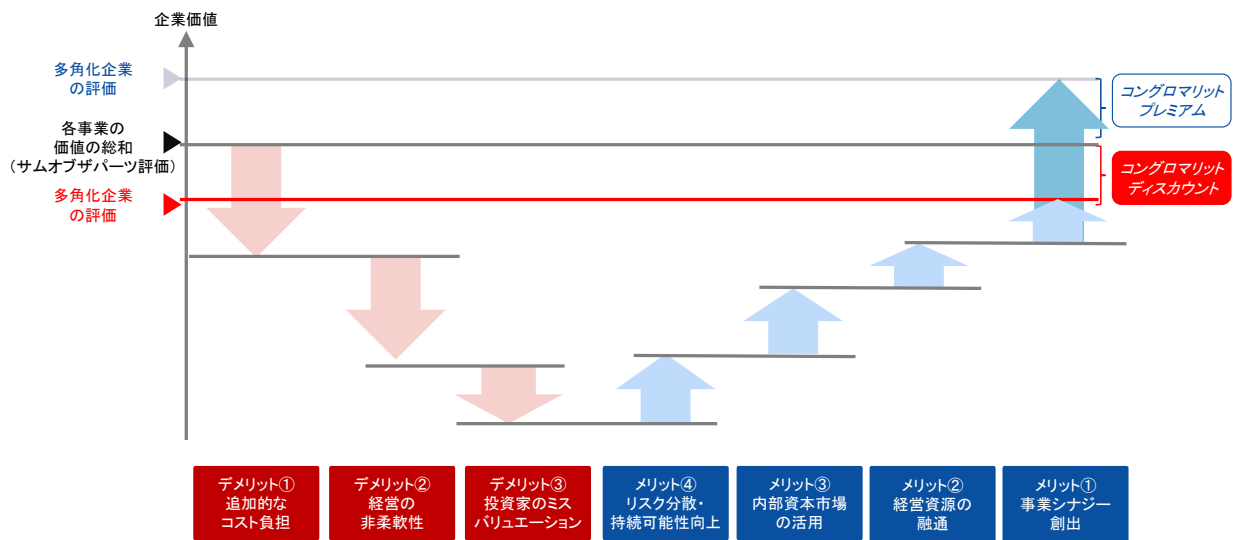 企業価値
多角化企業
の評価
各事業の
価値の総和
（サムオブザパーツ評価）
多角化企業
の評価
コングロマリット
プレミアム
コングロマリット
ディスカウント
デメリット①
追加的な
コスト負担
デメリット②
経営の
非柔軟性
デメリット③
投資家のミス
バリュエーション
メリット④
リスク分散・
持続可能性向上
メリット③
内部資本市場
の活用
メリット②
経営資源の
融通
メリット①
事業シナジー
創出